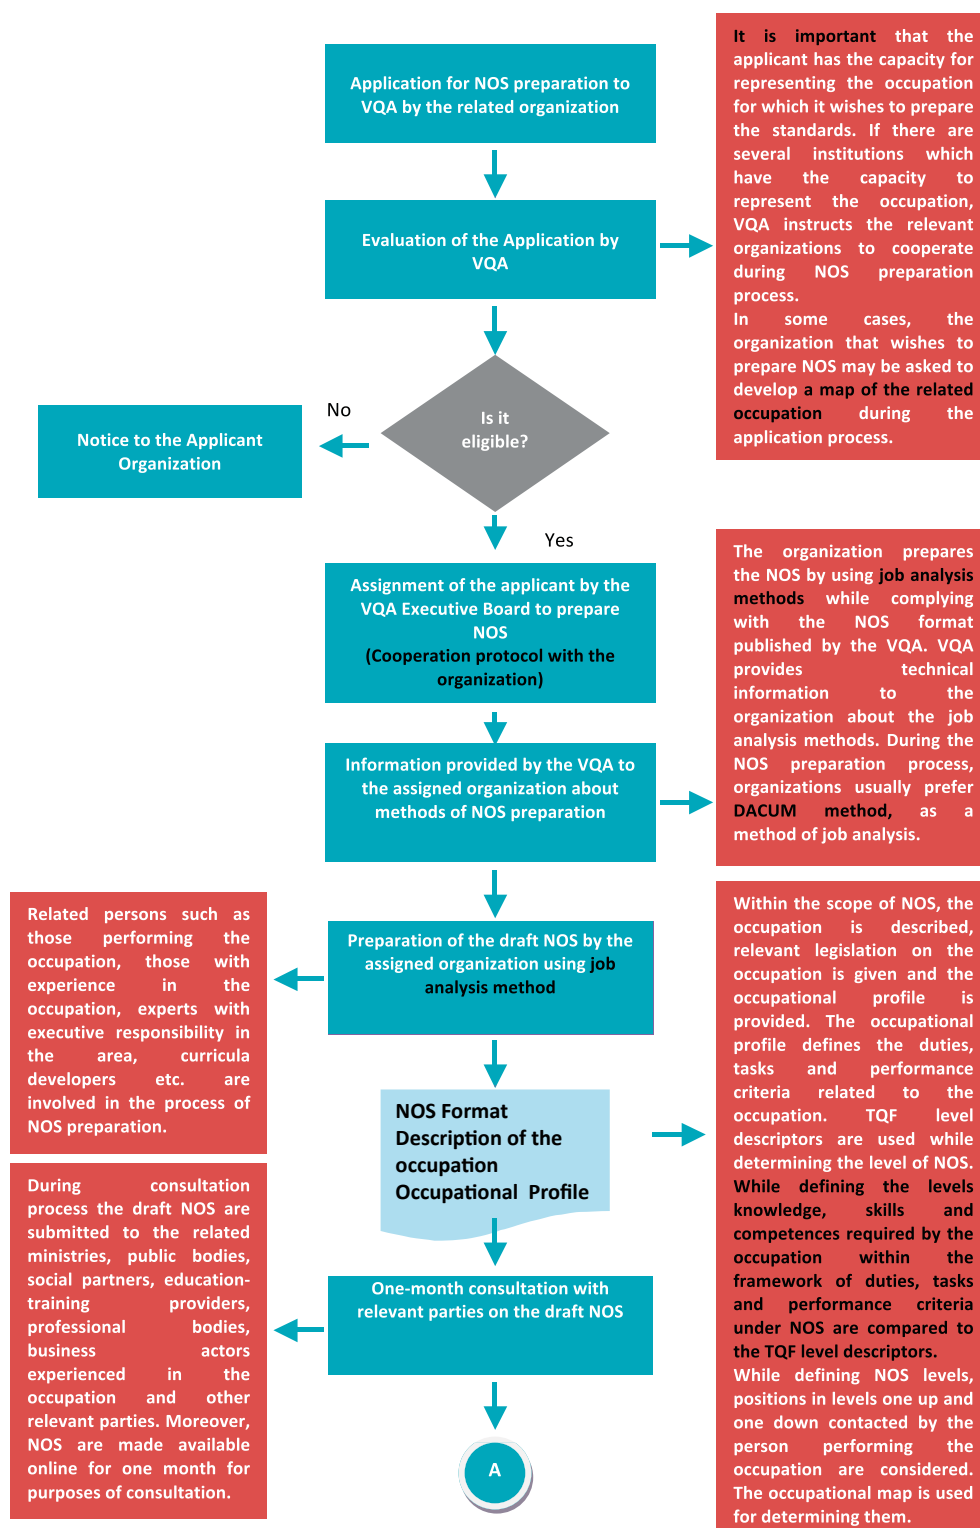 Application for NOS preparation to
VQA by the related organization
It is important that the
applicant has the capacity for
representing the occupation
for which it wishes to prepare
the standards. If there are
several institutions which
have the capacity to
represent the occupation,
VQA instructs the relevant
organizations to cooperate
during NOS preparation
process.
In some cases, the
organization that wishes to
prepare NOS may be asked to
develop a map of the related
occupation during the
application process.
Evaluation of the Application by
VQA
Is it
eligible?
No
Notice to the Applicant
Organization
Yes
Assignment of the applicant by the
VQA Executive Board to prepare
NOS
(Cooperation protocol with the
organization)
The organization prepares
the NOS by using job analysis
methods while complying
with the NOS format
published by the VQA. VQA
provides technical
information to the
organization about the job
analysis methods. During the
NOS preparation process,
organizations usually prefer
DACUM method, as a
method of job analysis.
Information provided by the VQA to
the assigned organization about
methods of NOS preparation
Preparation of the draft NOS by the
assigned organization using job
analysis method
Related persons such as
those performing the
occupation, those with
experience in the
occupation, experts with
executive responsibility in
the area, curricula
developers etc. are
involved in the process of
NOS preparation.
NOS Format
Description of the
occupation
Occupational Profile
Within the scope of NOS, the
occupation is described,
relevant legislation on the
occupation is given and the
occupational profile is
provided. The occupational
profile defines the duties,
tasks and performance
criteria related to the
occupation. TQF level
descriptors are used while
determining the level of NOS.
While defining the levels
knowledge, skills and
competences required by the
occupation within the
framework of duties, tasks
and performance criteria
under NOS are compared to
the TQF level descriptors.
While defining NOS levels,
positions in levels one up and
one down contacted by the
person performing the
occupation are considered.
The occupational map is used
for determining them.
One-month consultation with
relevant parties on the draft NOS
During consultation
process the draft NOS are
submitted to the related
ministries, public bodies,
social partners, education-
training providers,
professional bodies,
business actors
experienced in the
occupation and other
relevant parties. Moreover,
NOS are made available
online for one month for
purposes of consultation.
A